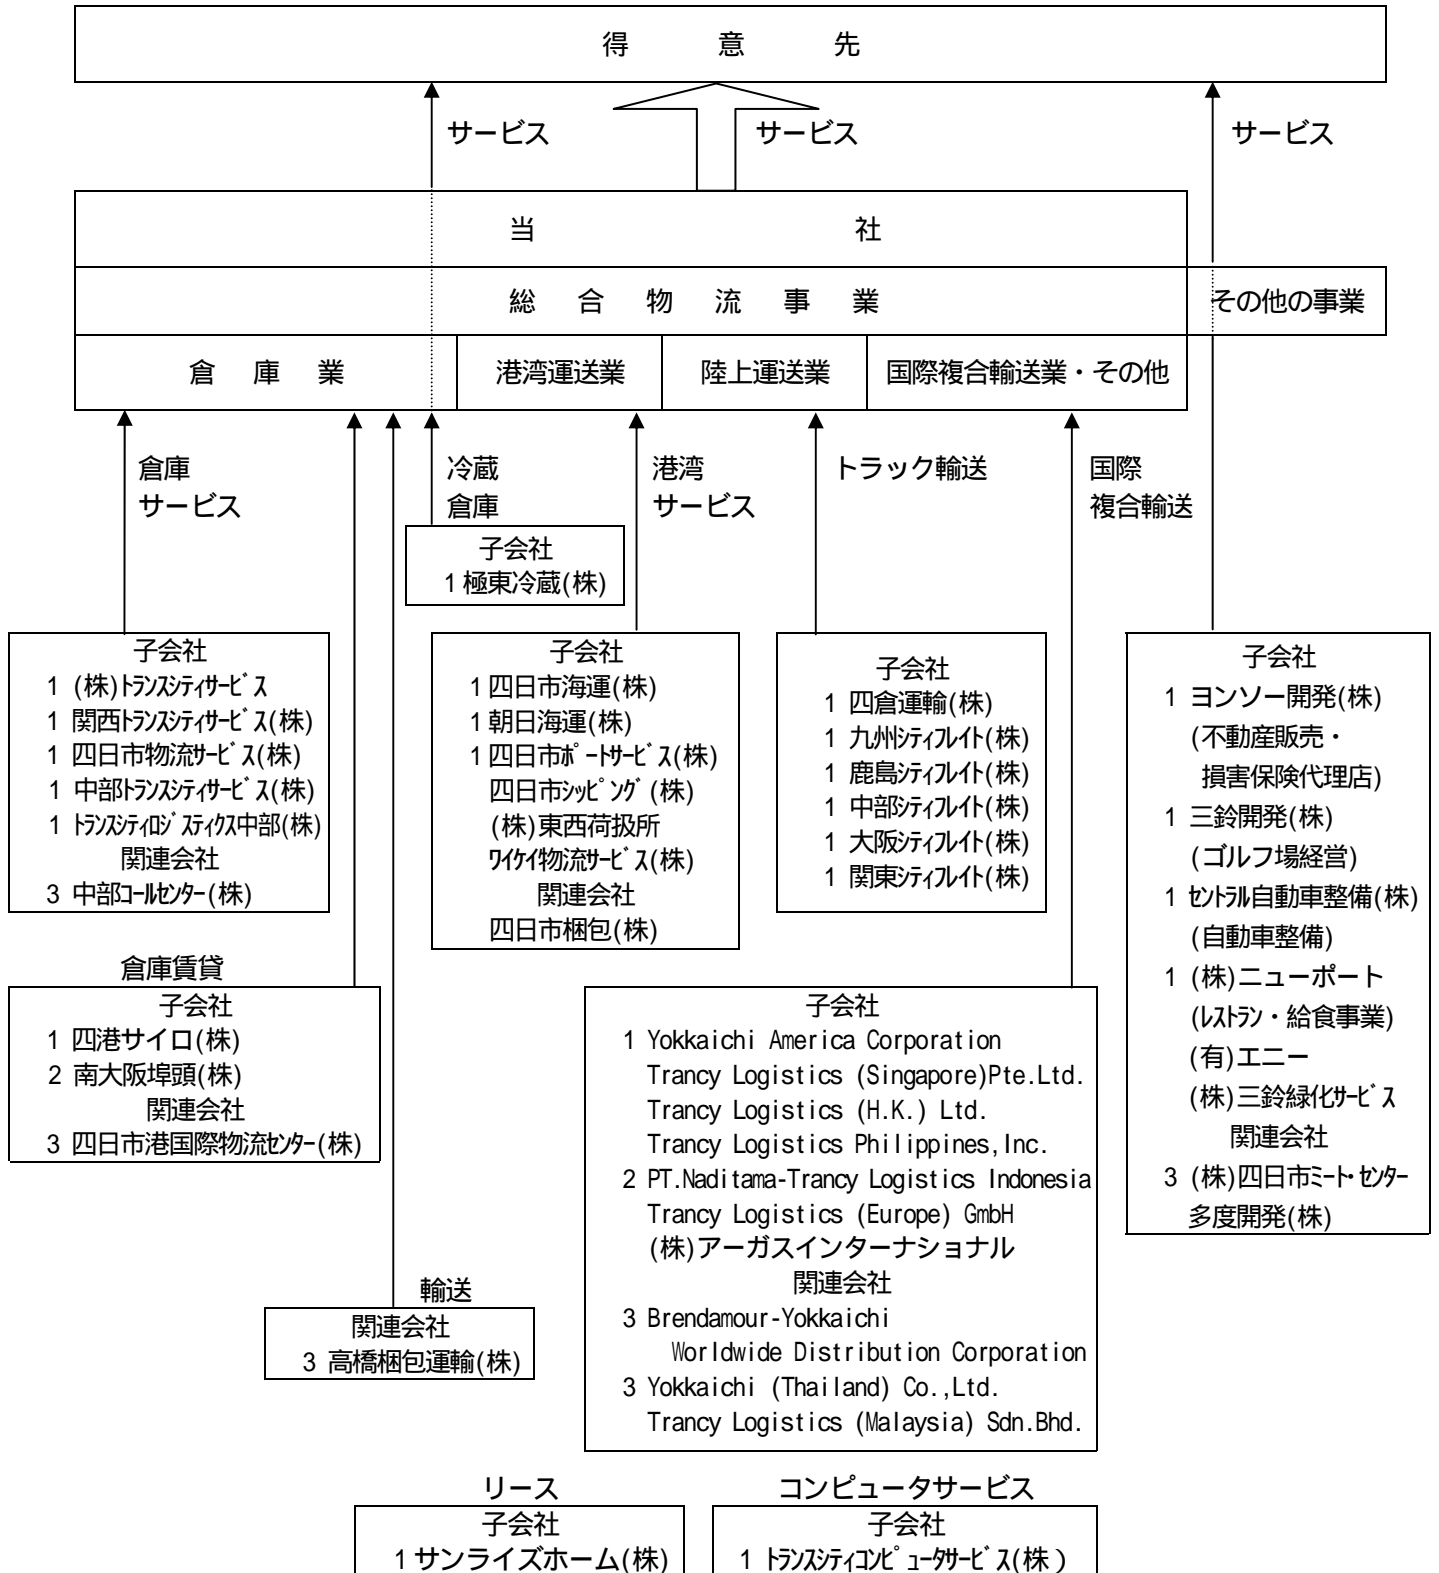 得意先
サービス
サービス
サービス
当社
総合物流事業
その他の事業
倉庫業
港湾運送業
陸上運送業
国際複合輸送業・その他
倉庫
サービス
冷蔵
倉庫
港湾
サービス
トラック輸送
国際
複合輸送
子会社
1 極東冷蔵(株)
子会社
1 (株)トランスシティサービス
1 関西トランスシティサービス(株)
1 四日市物流サービス(株)
1 中部トランスシティサービス(株)
1 トランスシティロジスティクス中部(株)
関連会社
3 中部コールセンター(株)
子会社
1 四日市海運(株)
1 朝日海運(株)
1 四日市ポートサービス(株)
四日市シッピング(株)
(株)東西荷扱所
ワイケイ物流サービス(株)
関連会社
四日市梱包(株)
子会社
1 四倉運輸(株)
1 九州シティフレイト(株)
1 鹿島シティフレイト(株)
1 中部シティフレイト(株)
1 大阪シティフレイト(株)
1 関東シティフレイト(株)
子会社
1 ヨンソー開発(株)
(不動産販売・
損害保険代理店)
1 三鈴開発(株)
(ゴルフ場経営)
1 セントラル自動車整備(株)
(自動車整備)
1 (株)ニューポート
(レストラン・給食事業)
(有)エニー
(株)三鈴緑化サービス
関連会社
3 (株)四日市ミート・センター
多度開発(株)
倉庫賃貸
子会社
1 四港サイロ(株)
2 南大阪埠頭(株)
関連会社
3 四日市港国際物流センター(株)
子会社
1 Yokkaichi America Corporation
Trancy Logistics (Singapore)Pte.Ltd.
Trancy Logistics (H.K.) Ltd.
Trancy Logistics Philippines,Inc.
2 PT.Naditama-Trancy Logistics Indonesia
Trancy Logistics (Europe) GmbH
(株)アーガスインターナショナル
関連会社
3 Brendamour-Yokkaichi
Worldwide Distribution Corporation
3 Yokkaichi (Thailand) Co.,Ltd.
Trancy Logistics (Malaysia) Sdn.Bhd.
輸送
関連会社
3 高橋梱包運輸(株)
リース
子会社
1 サンライズホーム(株)
コンピュータサービス
子会社
1 トランスシティコンピュータサービス(株)